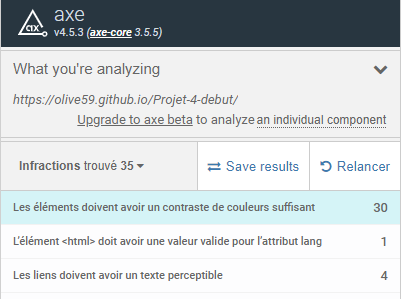 axe
v4.5.3 (axe-core 3.5.5)
What you're analyzing
https://olive59.github.io/Projet-4-debut/
Upgrade to axe beta to analyze an individual component
Infractions trouvé 35 Save results Relancer
Les éléments doivent avoir un contraste de couleurs suffisant 30
L'élément <html> doit avoir une valeur valide pour l'attribut lang 1
Les liens doivent avoir un texte perceptible 4